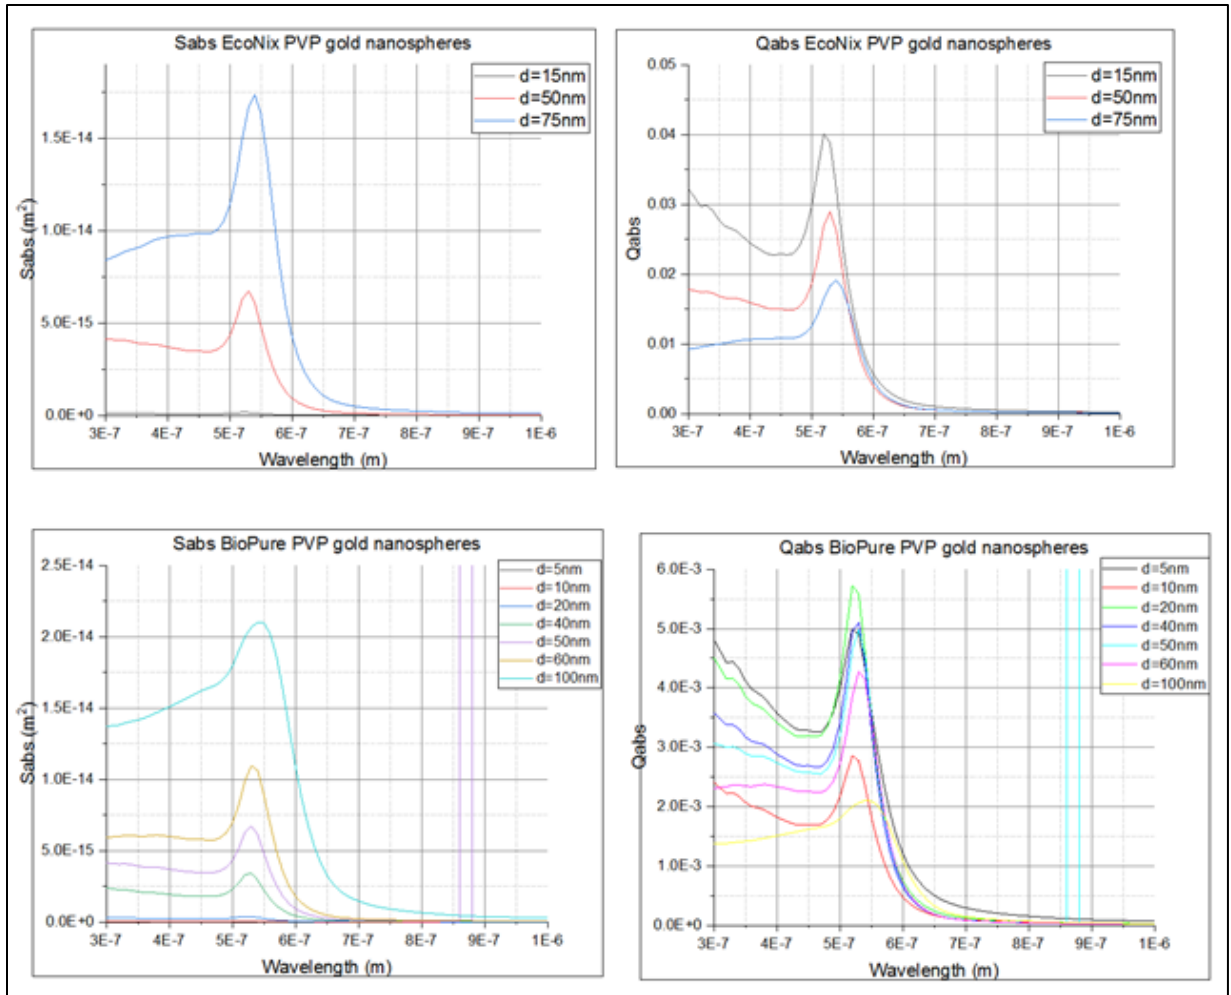 Sabs EcoNix PVP gold nanospheres
d=15nm
d=50nm
d=75nm
1.5E-14
1.0E-14
5.0E-15
0.0E+0
Sabs (m²)
3E-7 4E-7 5E-7 6E-7 7E-7 8E-7 9E-7 1E-6
Wavelength (m)
Qabs EcoNix PVP gold nanospheres
d=15nm
d=50nm
d=75nm
0.05
0.04
0.03
0.02
0.01
0.00
Qabs
3E-7 4E-7 5E-7 6E-7 7E-7 8E-7 9E-7 1E-6
Wavelength (m)
Sabs BioPure PVP gold nanospheres
d=5nm
d=10nm
d=20nm
d=40nm
d=50nm
d=60nm
d=100nm
2.5E-14
2.0E-14
1.5E-14
1.0E-14
5.0E-15
0.0E+0
Sabs (m²)
3E-7 4E-7 5E-7 6E-7 7E-7 8E-7 9E-7 1E-6
Wavelength (m)
Qabs BioPure PVP gold nanospheres
d=5nm
d=10nm
d=20nm
d=40nm
d=50nm
d=60nm
d=100nm
6.0E-3
5.0E-3
4.0E-3
3.0E-3
2.0E-3
1.0E-3
0.0E+0
Qabs
3E-7 4E-7 5E-7 6E-7 7E-7 8E-7 9E-7 1E-6
Wavelength (m)